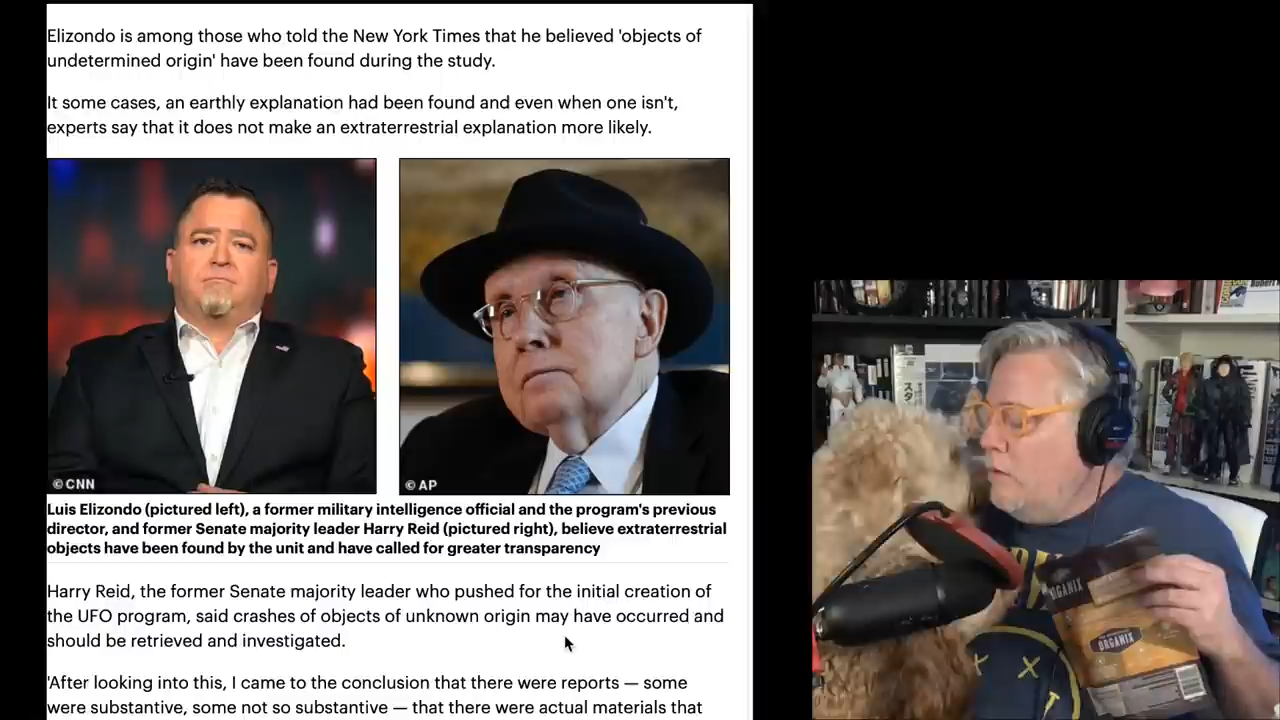 Elizondo is among those who told the New York Times that he believed 'objects of
undetermined origin' have been found during the study.
It some cases, an earthly explanation had been found and even when one isn't,
experts say that it does not make an extraterrestrial explanation more likely.
© CNN
© AP
Luis Elizondo (pictured left), a former military intelligence official and the program's previous
director, and former Senate majority leader Harry Reid (pictured right), believe extraterrestrial
objects have been found by the unit and have called for greater transparency
Harry Reid, the former Senate majority leader who pushed for the initial creation of
the UFO program, said crashes of objects of unknown origin may have occurred and
should be retrieved and investigated.
'After looking into this, I came to the conclusion that there were reports — some
were substantive, some not so substantive — that there were actual materials that
ORGANIX